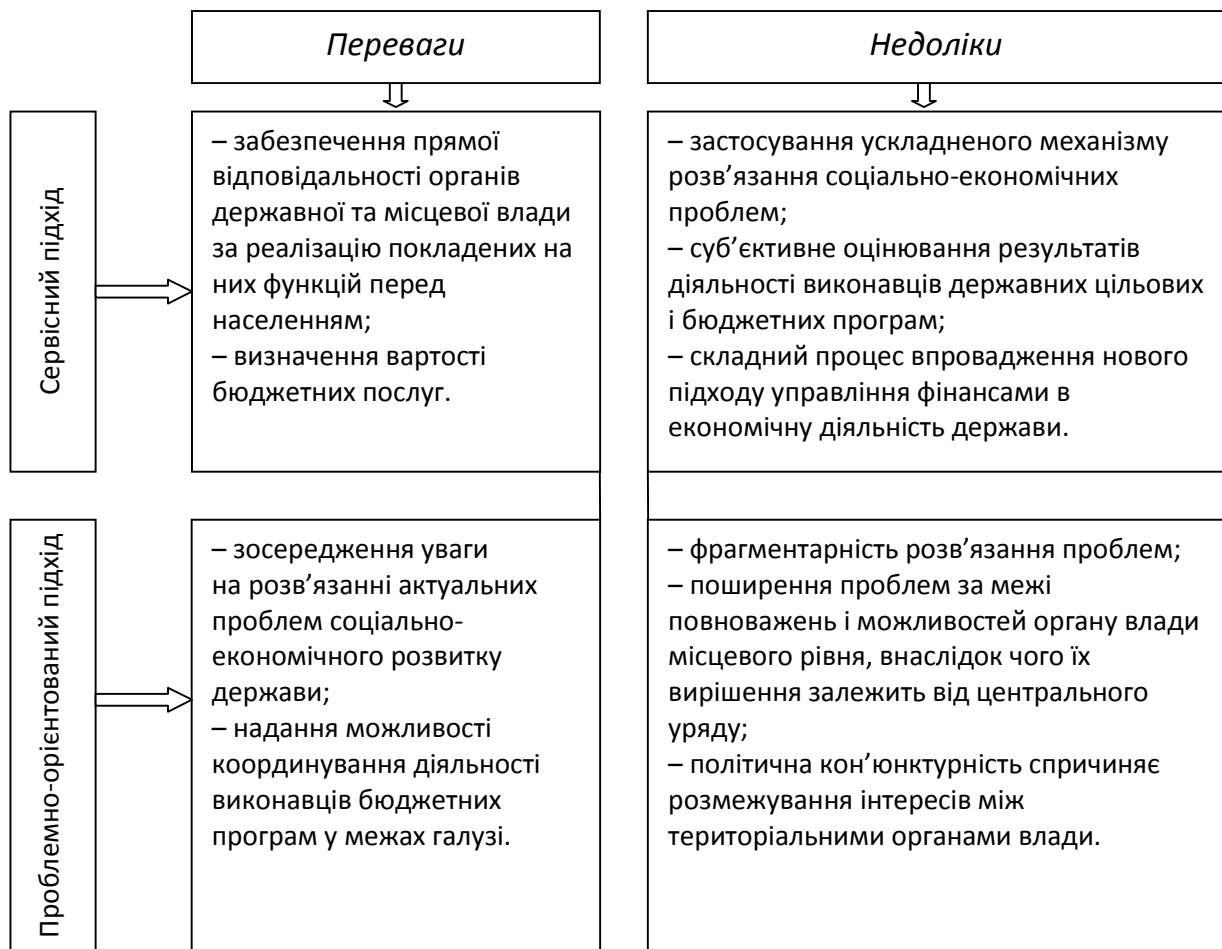 Переваги
Недоліки
Сервісний підхід
– забезпечення прямої
відповідальності органів
державної та місцевої влади
за реалізацію покладених на
них функцій перед
населенням;
– визначення вартості
бюджетних послуг.
– застосування ускладненого механізму
розв’язання соціально-економічних
проблем;
– суб’єктивне оцінювання результатів
діяльності виконавців державних цільових
і бюджетних програм;
– складний процес впровадження нового
підходу управління фінансами в
економічну діяльність держави.
Проблемно-орієнтований підхід
– зосередження уваги
на розв’язанні актуальних
проблем соціально-
економічного розвитку
держави;
– надання можливості
координування діяльності
виконавців бюджетних
програм у межах галузі.
– фрагментарність розв’язання проблем;
– поширення проблем за межі
повноважень і можливостей органу влади
місцевого рівня, внаслідок чого їх
вирішення залежить від центрального
уряду;
– політична кон’юнктурність спричиняє
розмежування інтересів між
територіальними органами влади.